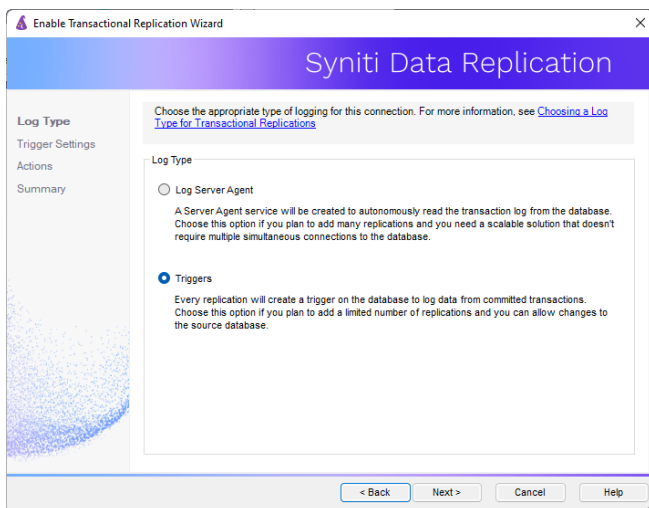 Enable Transactional Replication Wizard
Syniti Data Replication
Log Type
Trigger Settings
Actions
Summary
Choose the appropriate type of logging for this connection. For more information, see Choosing a Log
Type for Transactional Replications
Log Type
Log Server Agent
A Server Agent service will be created to autonomously read the transaction log from the database.
Choose this option if you plan to add many replications and you need a scalable solution that doesn't
require multiple simultaneous connections to the database.
Triggers
Every replication will create a trigger on the database to log data from committed transactions.
Choose this option if you plan to add a limited number of replications and you can allow changes to
the source database.
< Back Next > Cancel Help